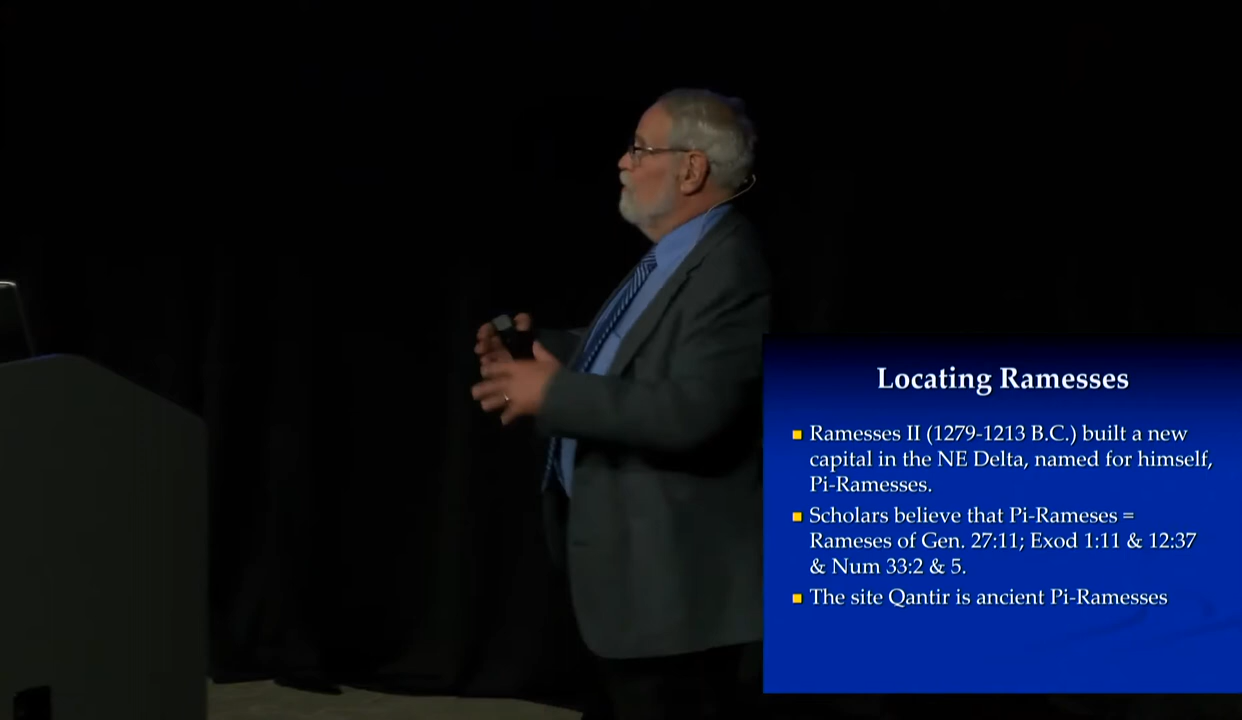 Locating Ramesses
Ramesses II (1279-1213 B.C.) built a new
capital in the NE Delta, named for himself,
Pi-Ramesses.
Scholars believe that Pi-Rameses =
Rameses of Gen. 27:11; Exod 1:11 & 12:37
& Num 33:2 & 5.
The site Qantir is ancient Pi-Ramesses